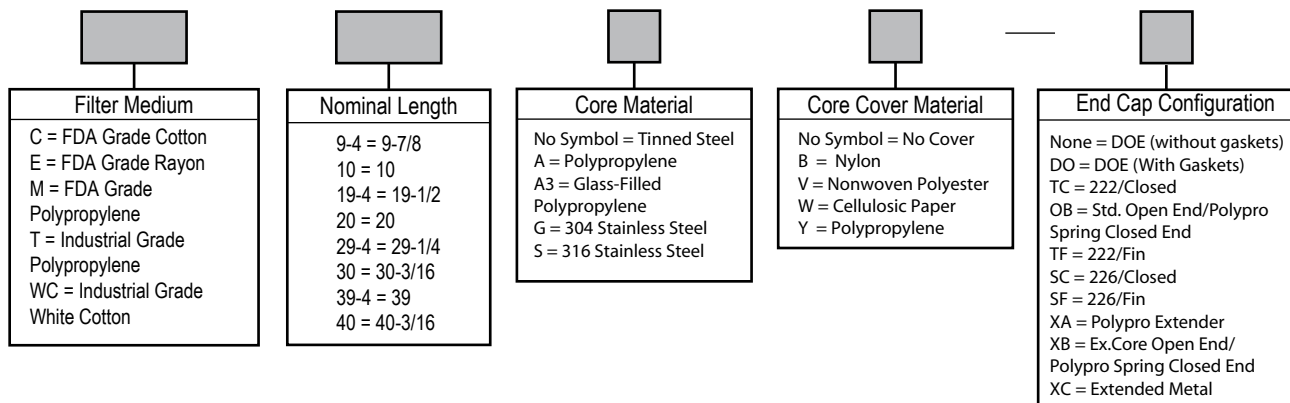 Filter Medium
C = FDA Grade Cotton
E = FDA Grade Rayon
M = FDA Grade
Polypropylene
T = Industrial Grade
Polypropylene
WC = Industrial Grade
White Cotton
Nominal Length
9-4 = 9-7/8
10 = 10
19-4 = 19-1/2
20 = 20
29-4 = 29-1/4
30 = 30-3/16
39-4 = 39
40 = 40-3/16
Core Material
No Symbol = Tinned Steel
A = Polypropylene
A3 = Glass-Filled
Polypropylene
G = 304 Stainless Steel
S = 316 Stainless Steel
Core Cover Material
No Symbol = No Cover
B = Nylon
V = Nonwoven Polyester
W = Cellulosic Paper
Y = Polypropylene
—
End Cap Configuration
None = DOE (without gaskets)
DO = DOE (With Gaskets)
TC = 222/Closed
OB = Std. Open End/Polypro
Spring Closed End
TF = 222/Fin
SC = 226/Closed
SF = 226/Fin
XA = Polypro Extender
XB = Ex.Core Open End/
Polypro Spring Closed End
XC = Extended Metal